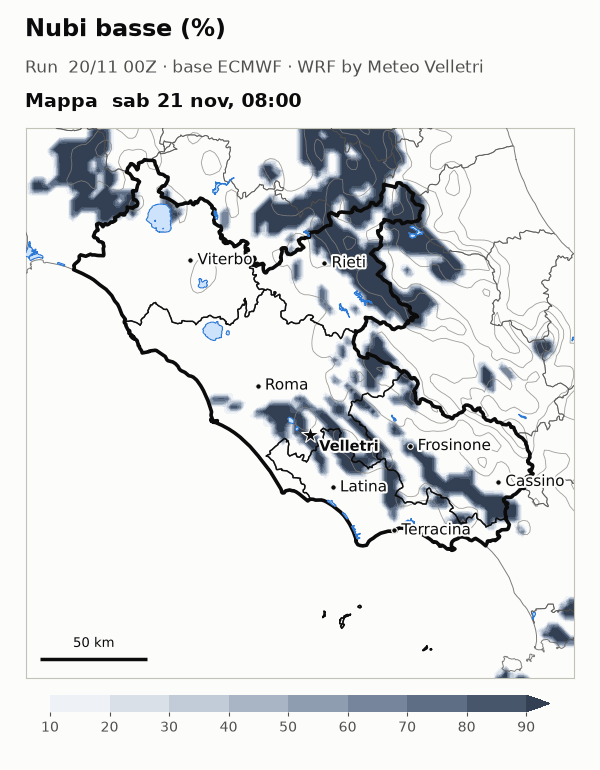 Nubi basse (%)
Run 20/11 00Z · base ECMWF · WRF by Meteo Velletri
Mappa sab 21 nov, 08:00
Viterbo
Rieti
Roma
Velletri
Frosinone
Cassino
Latina
Terracina
50 km
10 20 30 40 50 60 70 80 90